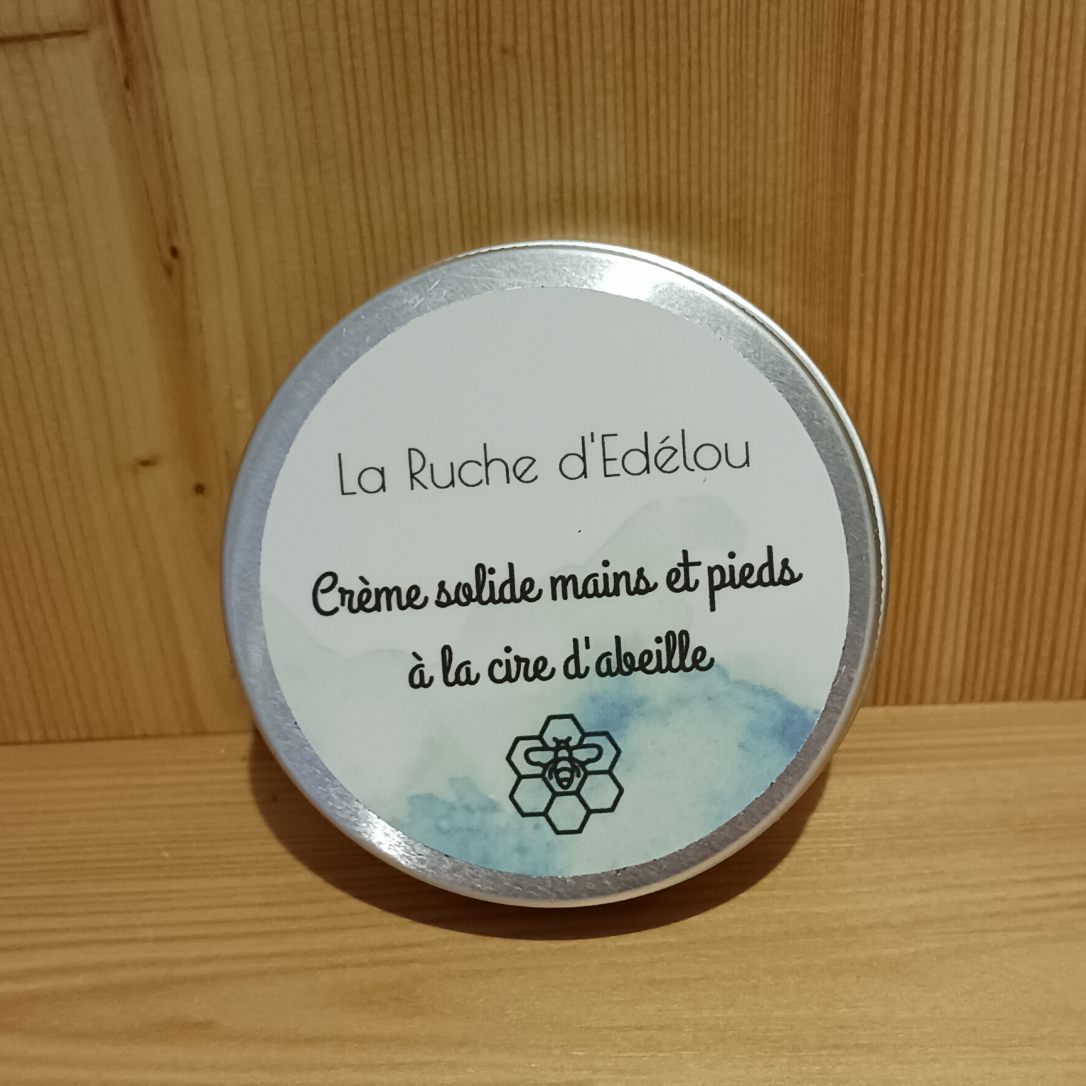 La Ruche d'Edélou
Crème solide mains et pieds
à la cire d'abeille